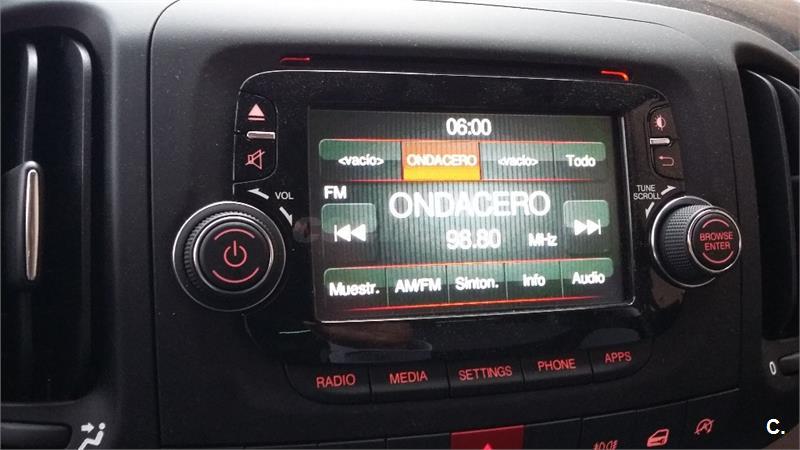 06:00
<vacío> ONDACERO <vacío> Todo
VOL
FM
TUNE
SCROLL
ONDACERO
98.80 MHz
BROWSE
ENTER
Muestr. AM/FM Sinton. Info Audio
RADIO MEDIA SETTINGS PHONE APPS
0
C.